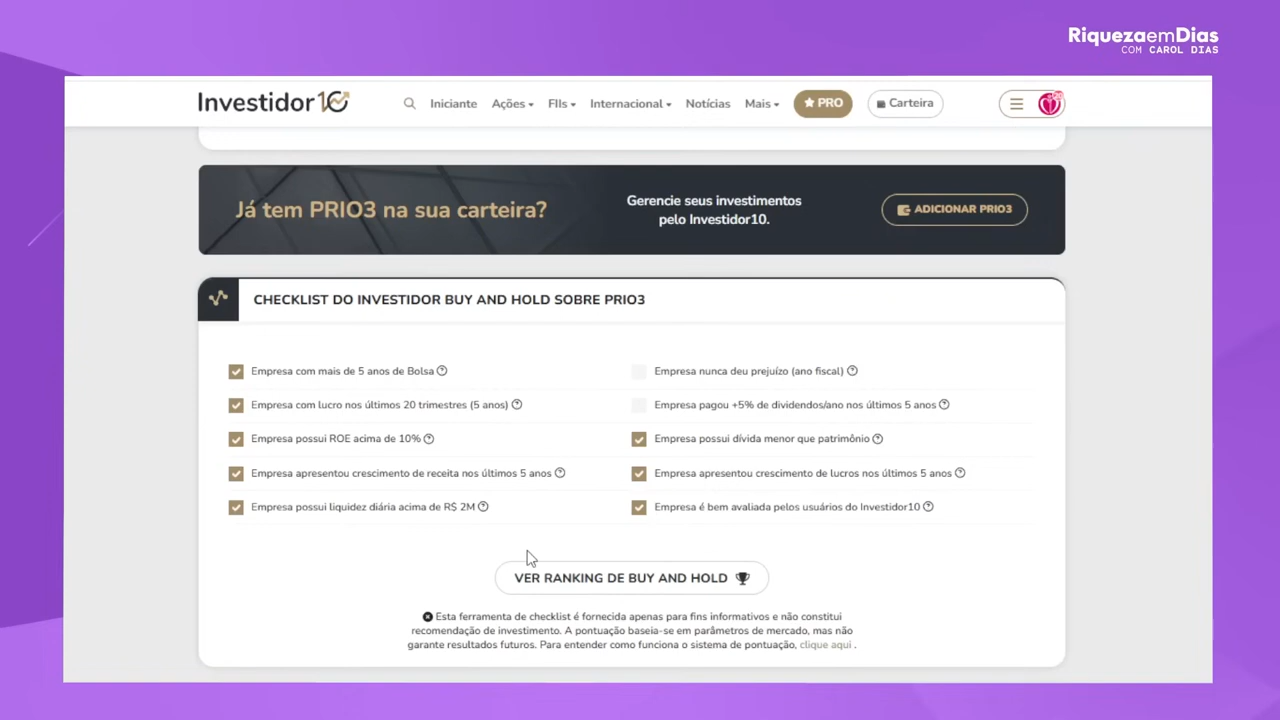 RiquezaemDias
COM CAROL DIAS
Investidor10
Iniciante
Ações
FIIs
Internacional
Notícias
Mais
PRO
Carteira
Já tem PRIO3 na sua carteira?
Gerencie seus investimentos
pelo Investidor10.
ADICIONAR PRIO3
CHECKLIST DO INVESTIDOR BUY AND HOLD SOBRE PRIO3
Empresa com mais de 5 anos de Bolsa
Empresa nunca deu prejuízo (ano fiscal)
Empresa com lucro nos últimos 20 trimestres (5 anos)
Empresa pagou +5% de dividendos/ano nos últimos 5 anos
Empresa possui ROE acima de 10%
Empresa possui dívida menor que patrimônio
Empresa apresentou crescimento de receita nos últimos 5 anos
Empresa apresentou crescimento de lucros nos últimos 5 anos
Empresa possui liquidez diária acima de R$ 2M
Empresa é bem avaliada pelos usuários do Investidor10
VER RANKING DE BUY AND HOLD
Esta ferramenta de checklist é fornecida apenas para fins informativos e não constitui
recomendação de investimento. A pontuação baseia-se em parâmetros de mercado, mas não
garante resultados futuros. Para entender como funciona o sistema de pontuação, clique aqui .